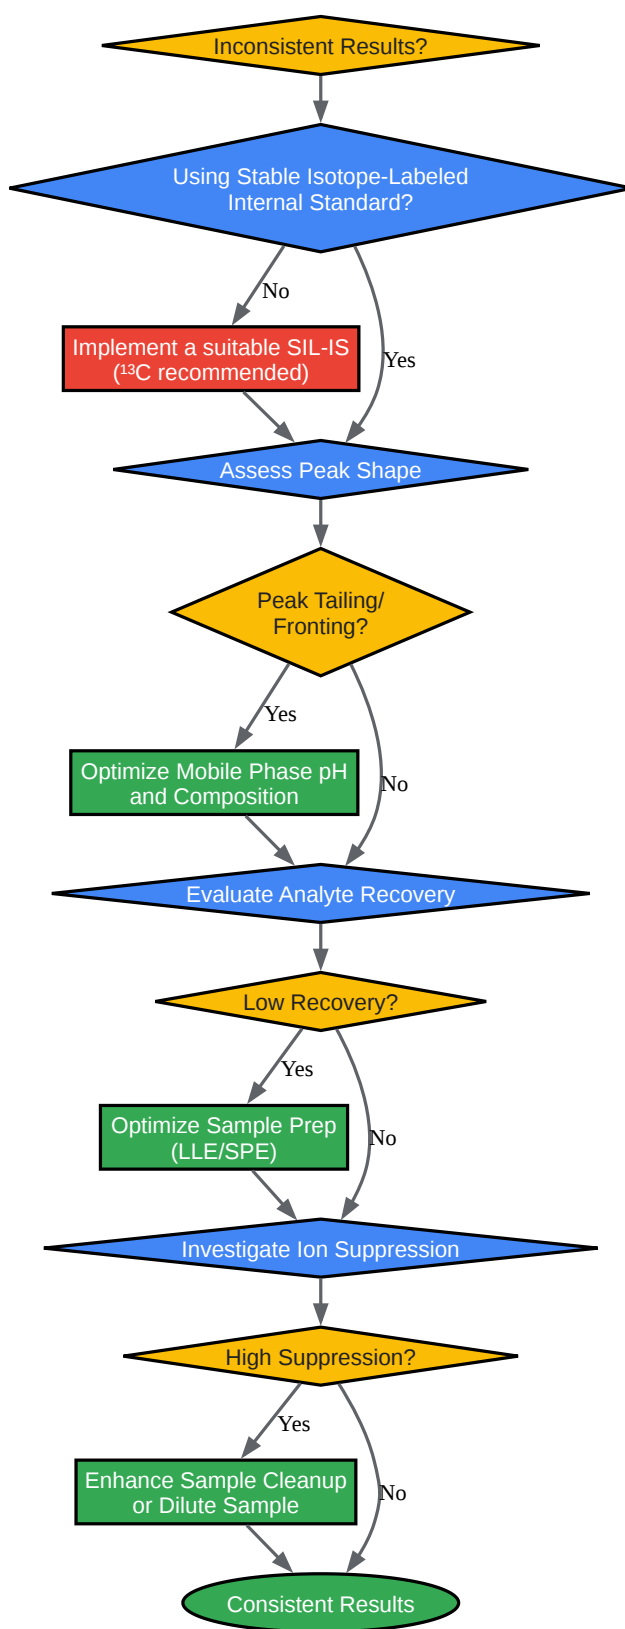 Inconsistent Results?
Using Stable Isotope-Labeled
Internal Standard?
No
Yes
Implement a suitable SIL-IS
(¹³C recommended)
Assess Peak Shape
Peak Tailing/
Fronting?
Yes
No
Optimize Mobile Phase pH
and Composition
Evaluate Analyte Recovery
Low Recovery?
Yes
No
Optimize Sample Prep
(LLE/SPE)
Investigate Ion Suppression
High Suppression?
Yes
No
Enhance Sample Cleanup
or Dilute Sample
Consistent Results